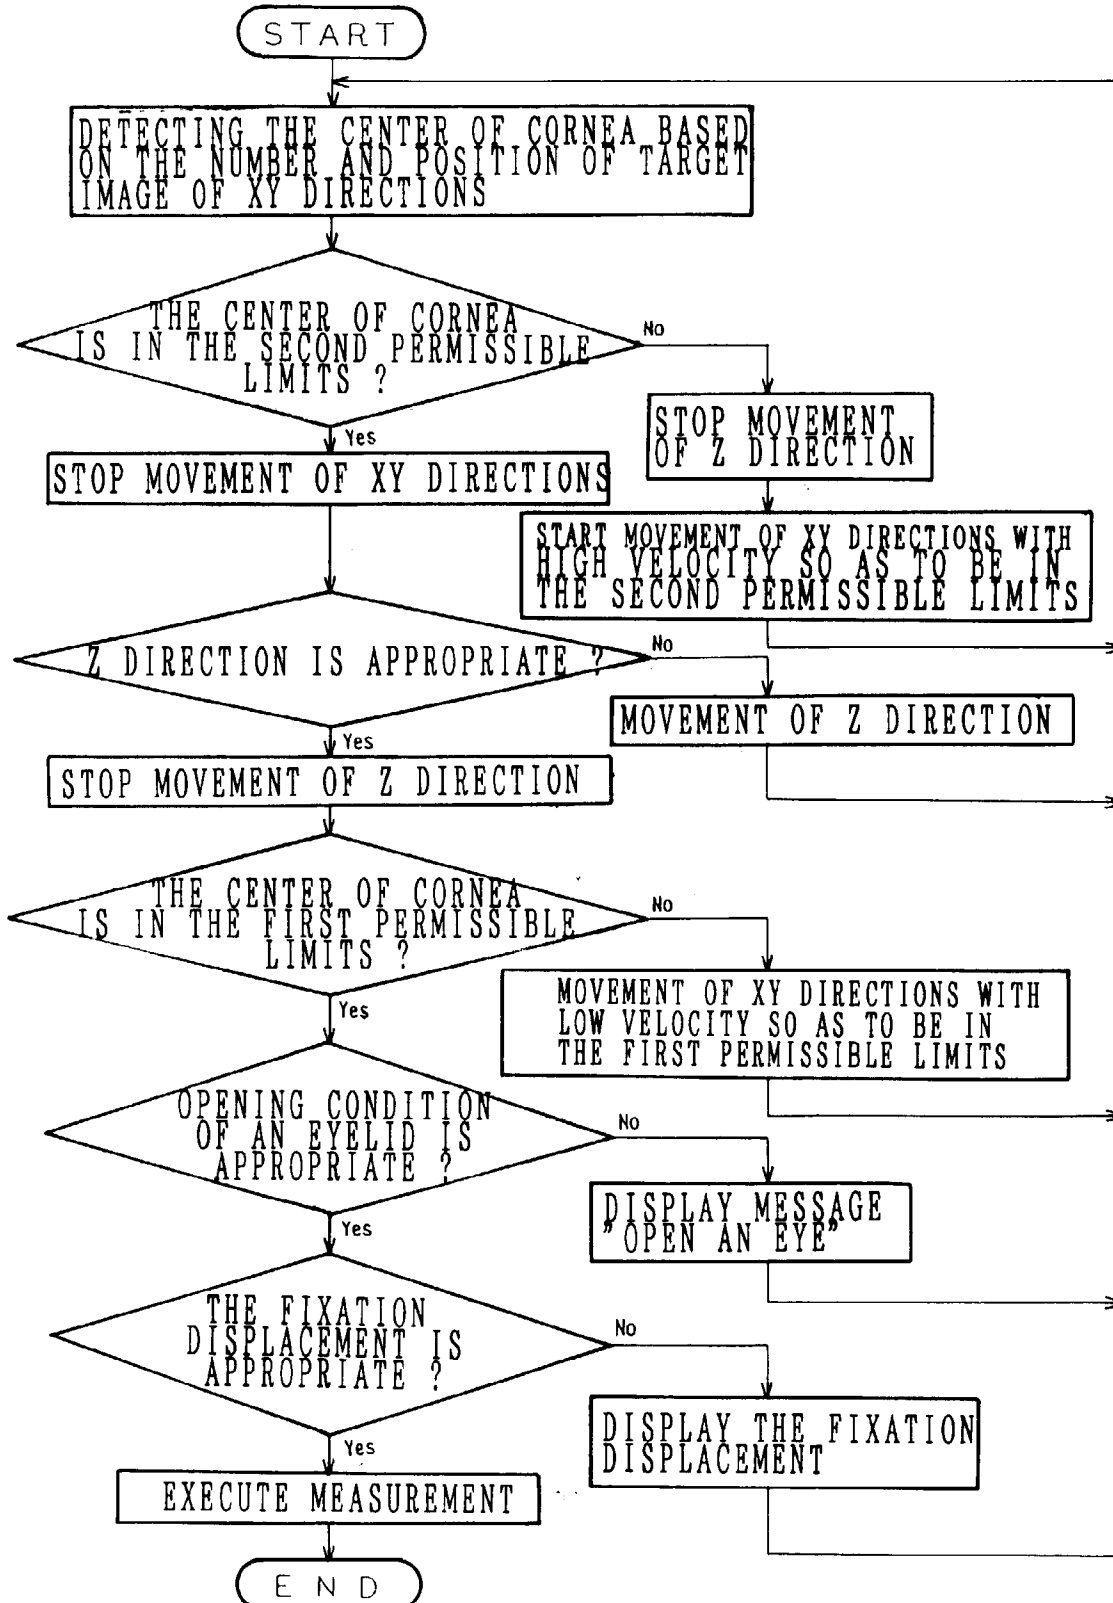 START
DETECTING THE CENTER OF CORNEA BASED
ON THE NUMBER AND POSITION OF TARGET
IMAGE OF XY DIRECTIONS
THE CENTER OF CORNEA
IS IN THE SECOND PERMISSIBLE
LIMITS ?
No
Yes
STOP MOVEMENT
OF Z DIRECTION
STOP MOVEMENT OF XY DIRECTIONS
START MOVEMENT OF XY DIRECTIONS WITH
HIGH VELOCITY SO AS TO BE IN
THE SECOND PERMISSIBLE LIMITS
Z DIRECTION IS APPROPRIATE ?
No
Yes
MOVEMENT OF Z DIRECTION
STOP MOVEMENT OF Z DIRECTION
THE CENTER OF CORNEA
IS IN THE FIRST PERMISSIBLE
LIMITS ?
No
Yes
MOVEMENT OF XY DIRECTIONS WITH
LOW VELOCITY SO AS TO BE IN
THE FIRST PERMISSIBLE LIMITS
OPENING CONDITION
OF AN EYELID IS
APPROPRIATE ?
No
Yes
DISPLAY MESSAGE
"OPEN AN EYE"
THE FIXATION
DISPLACEMENT IS
APPROPRIATE ?
No
Yes
DISPLAY THE FIXATION
DISPLACEMENT
EXECUTE MEASUREMENT
END